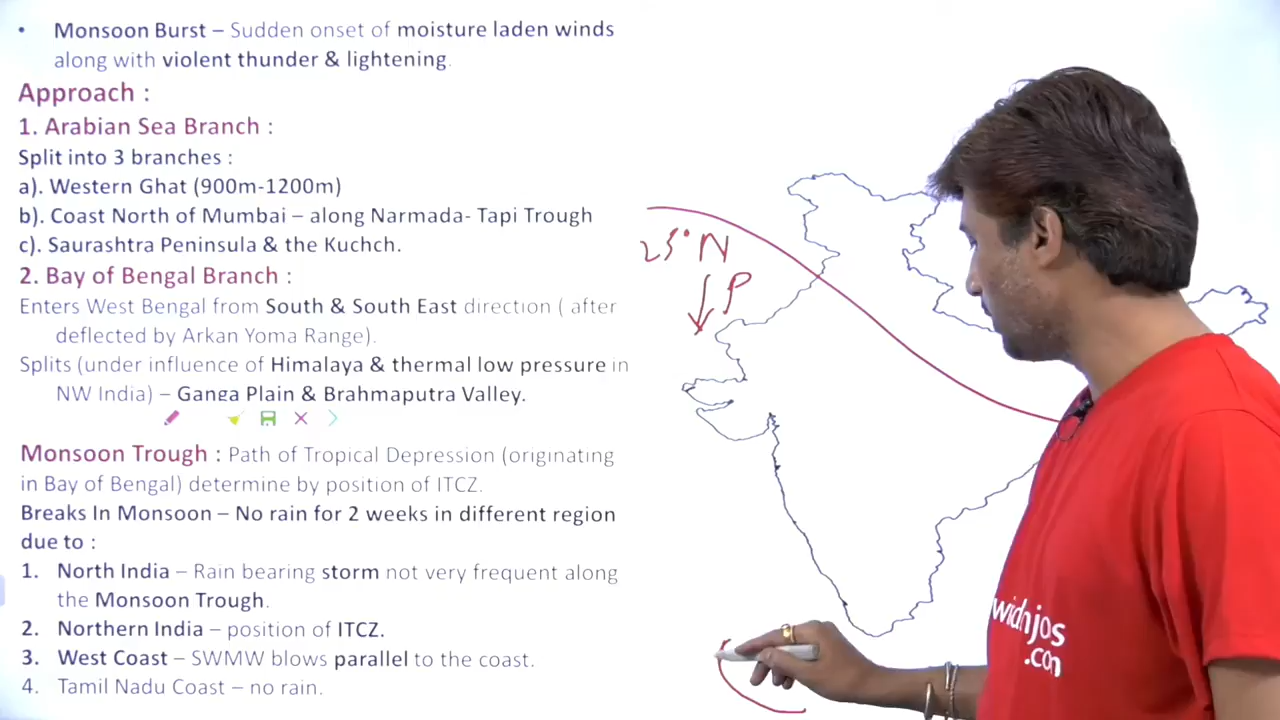 • Monsoon Burst – Sudden onset of moisture laden winds
along with violent thunder & lightening.
Approach :
1. Arabian Sea Branch :
Split into 3 branches :
a). Western Ghat (900m-1200m)
b). Coast North of Mumbai – along Narmada- Tapi Trough
c). Saurashtra Peninsula & the Kuchch.
2. Bay of Bengal Branch :
Enters West Bengal from South & South East direction ( after
deflected by Arkan Yoma Range).
Splits (under influence of Himalaya & thermal low pressure in
NW India) – Ganga Plain & Brahmaputra Valley.
Monsoon Trough : Path of Tropical Depression (originating
in Bay of Bengal) determine by position of ITCZ.
Breaks In Monsoon – No rain for 2 weeks in different region
due to :
1. North India – Rain bearing storm not very frequent along
the Monsoon Trough.
2. Northern India – position of ITCZ.
3. West Coast – SWMW blows parallel to the coast.
4. Tamil Nadu Coast – no rain.
25° N
↓ P
.com